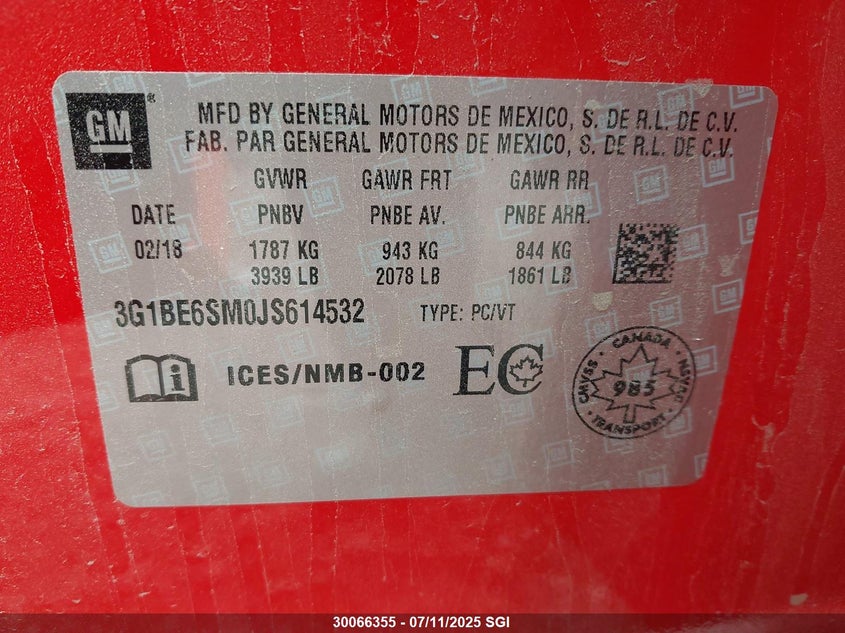 GM
MFD BY GENERAL MOTORS DE MEXICO, S. DE R.L. DE C.V.
FAB. PAR GENERAL MOTORS DE MEXICO, S. DE R.L. DE C.V.
GVWR GAWR FRT GAWR RR
DATE PNBV PNBE AV. PNBE ARR.
02/18 1787 KG 943 KG 844 KG
3939 LB 2078 LB 1861 LB
3G1BE6SM0JS614532 TYPE: PC/VT
i ICES/NMB-002 EC
CANADA
CMVSS 985 NSVAC
TRANSPORT
30066355 - 07/11/2025 SGI